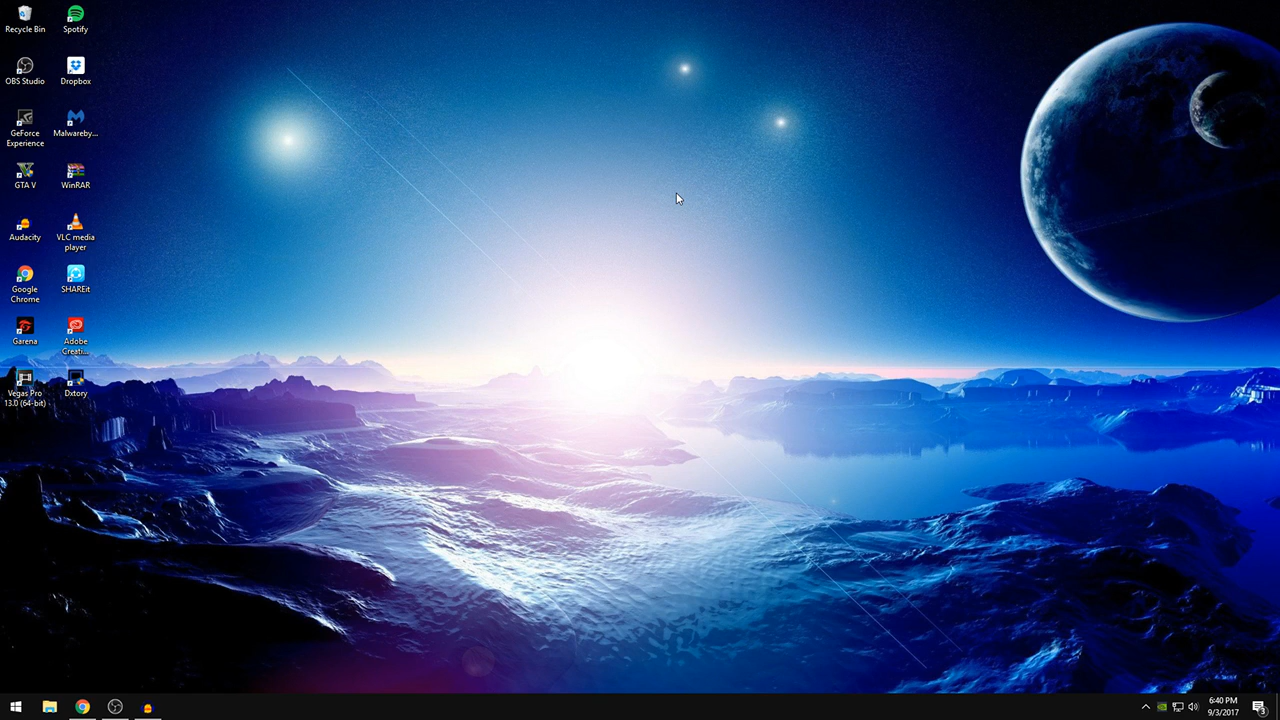 Recycle Bin
Spotify
OBS Studio
Dropbox
GeForce
Experience
Malwareby...
GTA V
WinRAR
Audacity
VLC media
player
Google
Chrome
SHAREit
Garena
Adobe
Creati...
Vegas Pro
13.0 (64-bit)
Dxtory
6:40 PM
9/3/2017
3